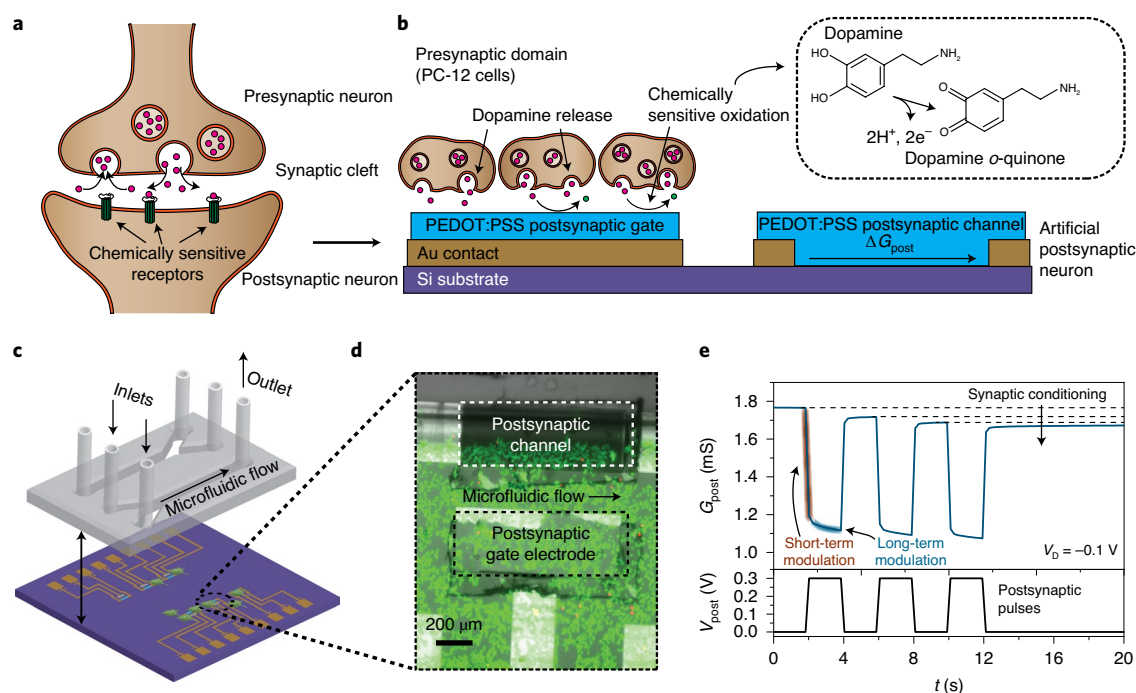 a
Presynaptic neuron
Synaptic cleft
Chemically sensitive
receptors
Postsynaptic neuron
b
Presynaptic domain
(PC-12 cells)
Dopamine release
Chemically
sensitive oxidation
Dopamine
HO
HO
NH₂
2H⁺, 2e⁻
O
O
NH₂
Dopamine o-quinone
PEDOT:PSS postsynaptic gate
Au contact
Si substrate
PEDOT:PSS postsynaptic channel
ΔG_post
Artificial
postsynaptic
neuron
c
Inlets
Outlet
Microfluidic flow
d
Postsynaptic
channel
Microfluidic flow
Postsynaptic
gate electrode
200 μm
e
Synaptic conditioning
1.8
1.6
1.4
1.2
1.0
G_post (mS)
Short-term
modulation
Long-term
modulation
V_D = –0.1 V
0.3
0.2
0.1
0.0
V_post (V)
Postsynaptic
pulses
0
4
8
12
16
20
t (s)